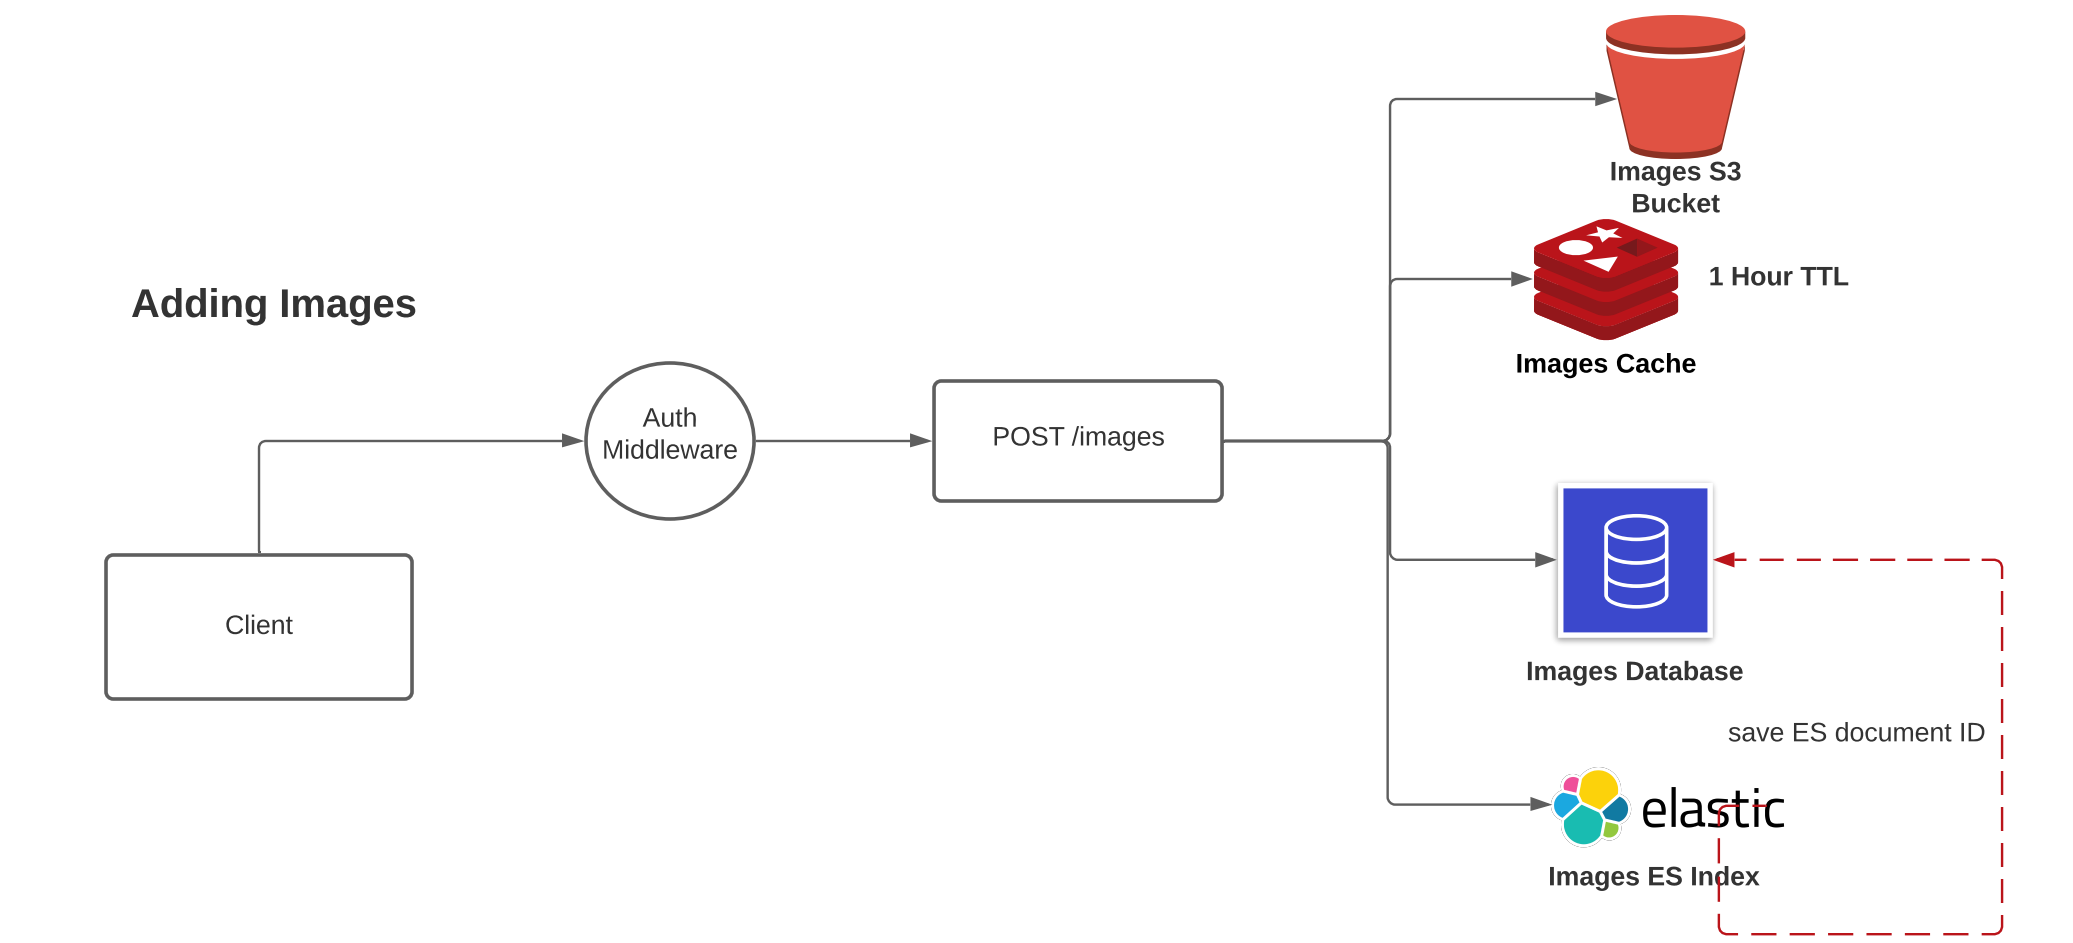 Images S3
Bucket
1 Hour TTL
Adding Images
Images Cache
Auth
Middleware
POST /images
Client
Images Database
save ES document ID
elastic
Images ES Index